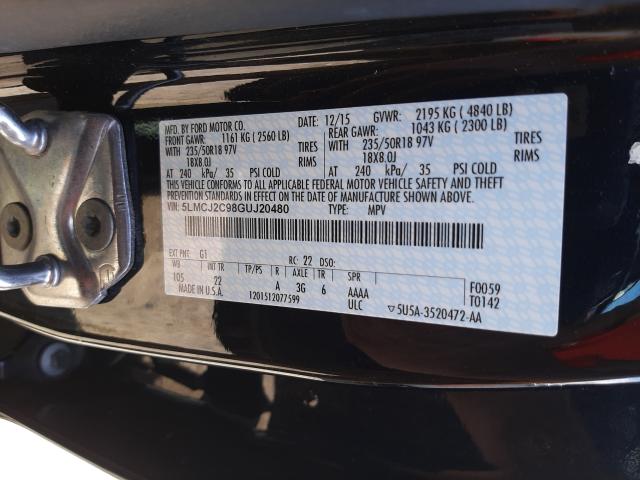 MFD. BY FORD MOTOR CO. DATE: 12/15 GVWR: 2195 KG ( 4840 LB)
FRONT GAWR: 1161 KG ( 2560 LB) REAR GAWR: 1043 KG ( 2300 LB)
WITH 235/50R18 97V TIRES WITH 235/50R18 97V TIRES
18X8.0J RIMS 18X8.0J RIMS
AT 240 kPa/ 35 PSI COLD AT 240 kPa/ 35 PSI COLD
THIS VEHICLE CONFORMS TO ALL APPLICABLE FEDERAL MOTOR VEHICLE SAFETY AND THEFT
PREVENTION STANDARDS IN EFFECT ON THE DATE OF MANUFACTURE SHOWN ABOVE.
VIN: 5LMCJ2C98GUJ20480 TYPE: MPV
EXT PNT: G1 RC: 22 DSO:
WB INT TR TP/PS R AXLE TR SPR
105 22 A 3G 6 AAAA F0059
MADE IN U.S.A. 1201512077599 ULC ▽5U5A-3520472-AA T0142